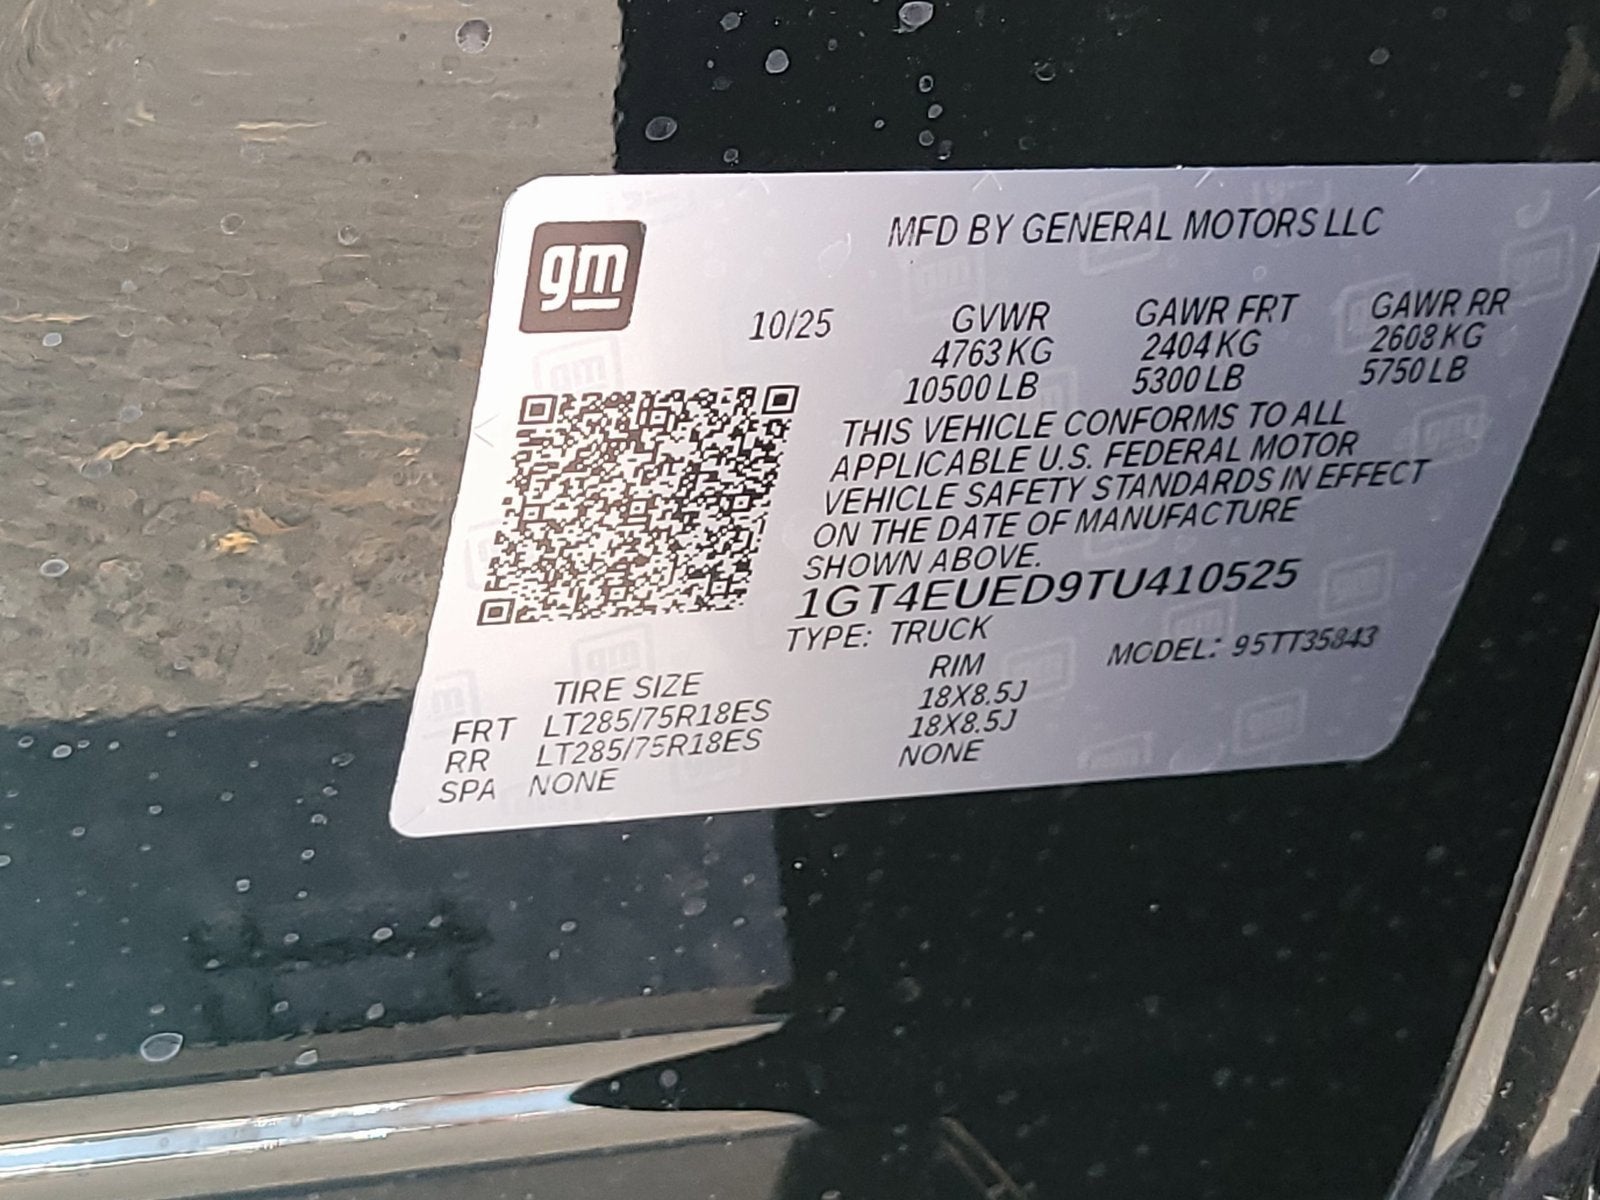 gm
MFD BY GENERAL MOTORS LLC
10/25 GVWR GAWR FRT GAWR RR
4763 KG 2404 KG 2608 KG
10500 LB 5300 LB 5750 LB
THIS VEHICLE CONFORMS TO ALL
APPLICABLE U.S. FEDERAL MOTOR
VEHICLE SAFETY STANDARDS IN EFFECT
ON THE DATE OF MANUFACTURE
SHOWN ABOVE.
1GT4EUED9TU410525
TYPE: TRUCK MODEL: 95TT35843
TIRE SIZE RIM
FRT LT285/75R18ES 18X8.5J
RR LT285/75R18ES 18X8.5J
SPA NONE NONE